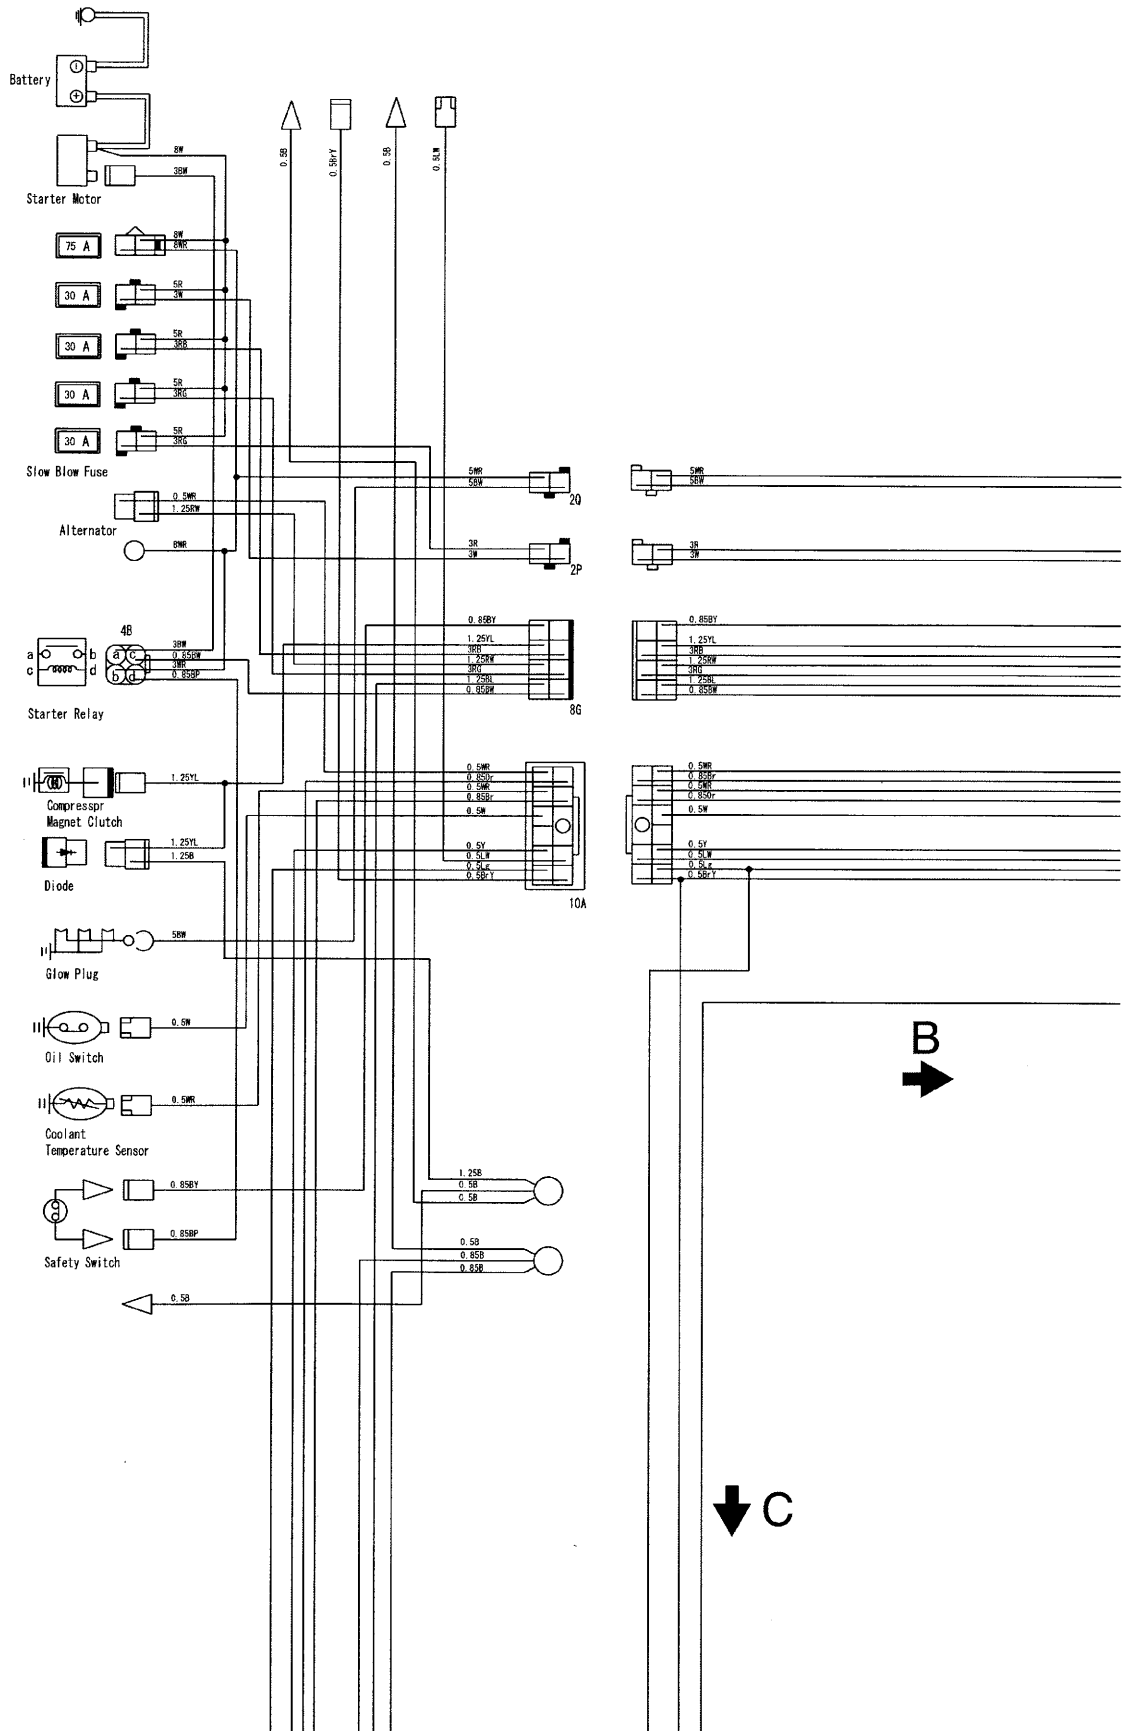 Battery
0.5B
0.5BrY
0.5B
0.5LW
8W
3BW
Starter Motor
75 A
8W
8WR
30 A
5R
3W
30 A
5R
3RB
30 A
5R
3RG
30 A
5R
3RG
Slow Blow Fuse
5WR
5BW
2Q
5WR
5BW
0.5WR
1.25RW
Alternator
8WR
3R
3W
2P
3R
3W
4B
a b
c d
a c
b d
3BW
0.85BW
3WR
0.85BP
Starter Relay
0.85BY
1.25YL
3RB
1.25RW
3RG
1.25BL
0.85BW
8G
0.85BY
1.25YL
3RB
1.25RW
3RG
1.25BL
0.85BW
1.25YL
Compresspr
Magnet Clutch
1.25YL
1.25B
Diode
0.5WR
0.85Or
0.5WR
0.85Br
0.5W
0.5Y
0.5LW
0.5Lg
0.5BrY
10A
0.5WR
0.85Br
0.5WR
0.85Or
0.5W
0.5Y
0.5LW
0.5Lg
0.5BrY
5BW
Glow Plug
0.5W
Oil Switch
0.5WR
Coolant
Temperature Sensor
B
0.85BY
0.85BP
Safety Switch
1.25B
0.5B
0.5B
0.5B
0.85B
0.85B
0.5B
C